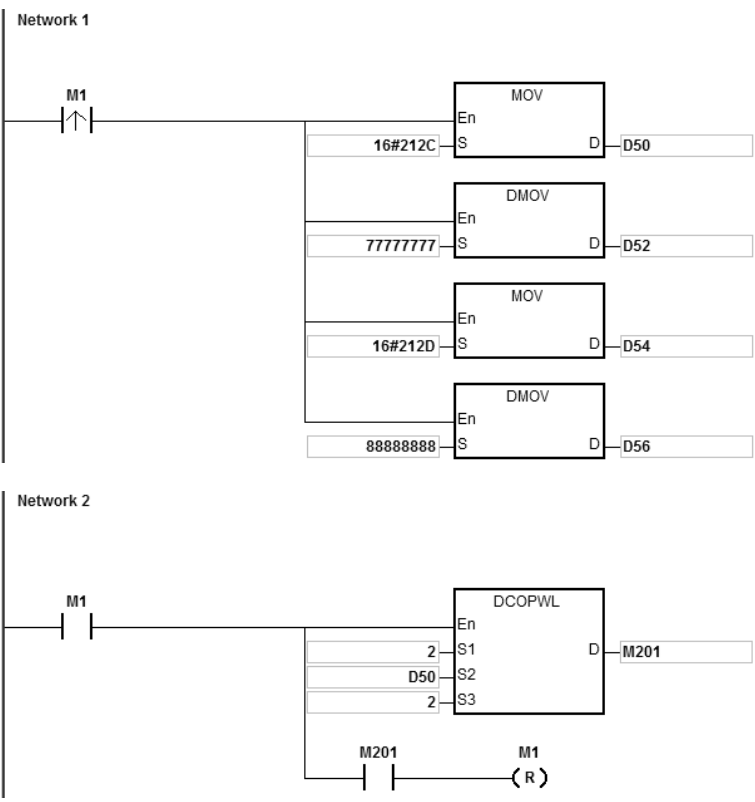 Network 1
M1
MOV
En
16#212C S D D50
DMOV
En
77777777 S D D52
MOV
En
16#212D S D D54
DMOV
En
88888888 S D D56
Network 2
M1
DCOPWL
En
2 S1 D M201
D50 S2
2 S3
M201 M1
R